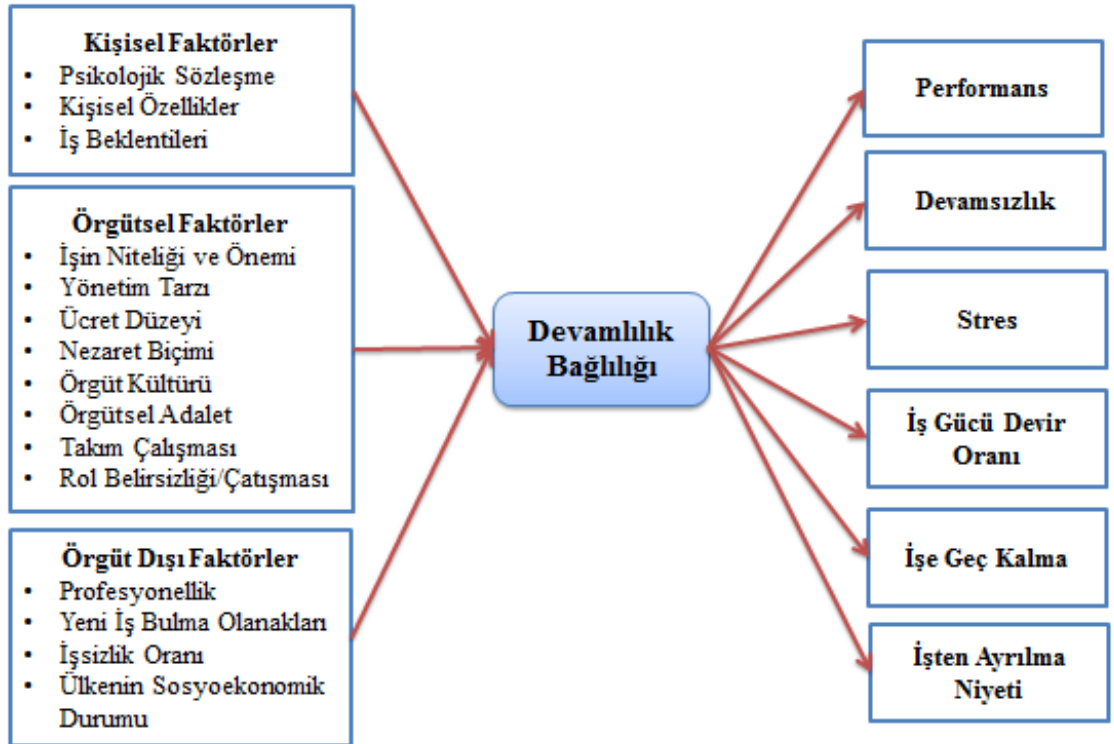 Kişisel Faktörler
• Psikolojik Sözleşme
• Kişisel Özellikler
• İş Beklentileri
Örgütsel Faktörler
• İşin Niteliği ve Önemi
• Yönetim Tarzı
• Ücret Düzeyi
• Nezaret Biçimi
• Örgüt Kültürü
• Örgütsel Adalet
• Takım Çalışması
• Rol Belirsizliği/Çatışması
Örgüt Dışı Faktörler
• Profesyonellik
• Yeni İş Bulma Olanakları
• İşsizlik Oranı
• Ülkenin Sosyoekonomik
Durumu
Devamlılık
Bağlılığı
Performans
Devamsızlık
Stres
İş Gücü Devir
Oranı
İşe Geç Kalma
İşten Ayrılma
Niyeti